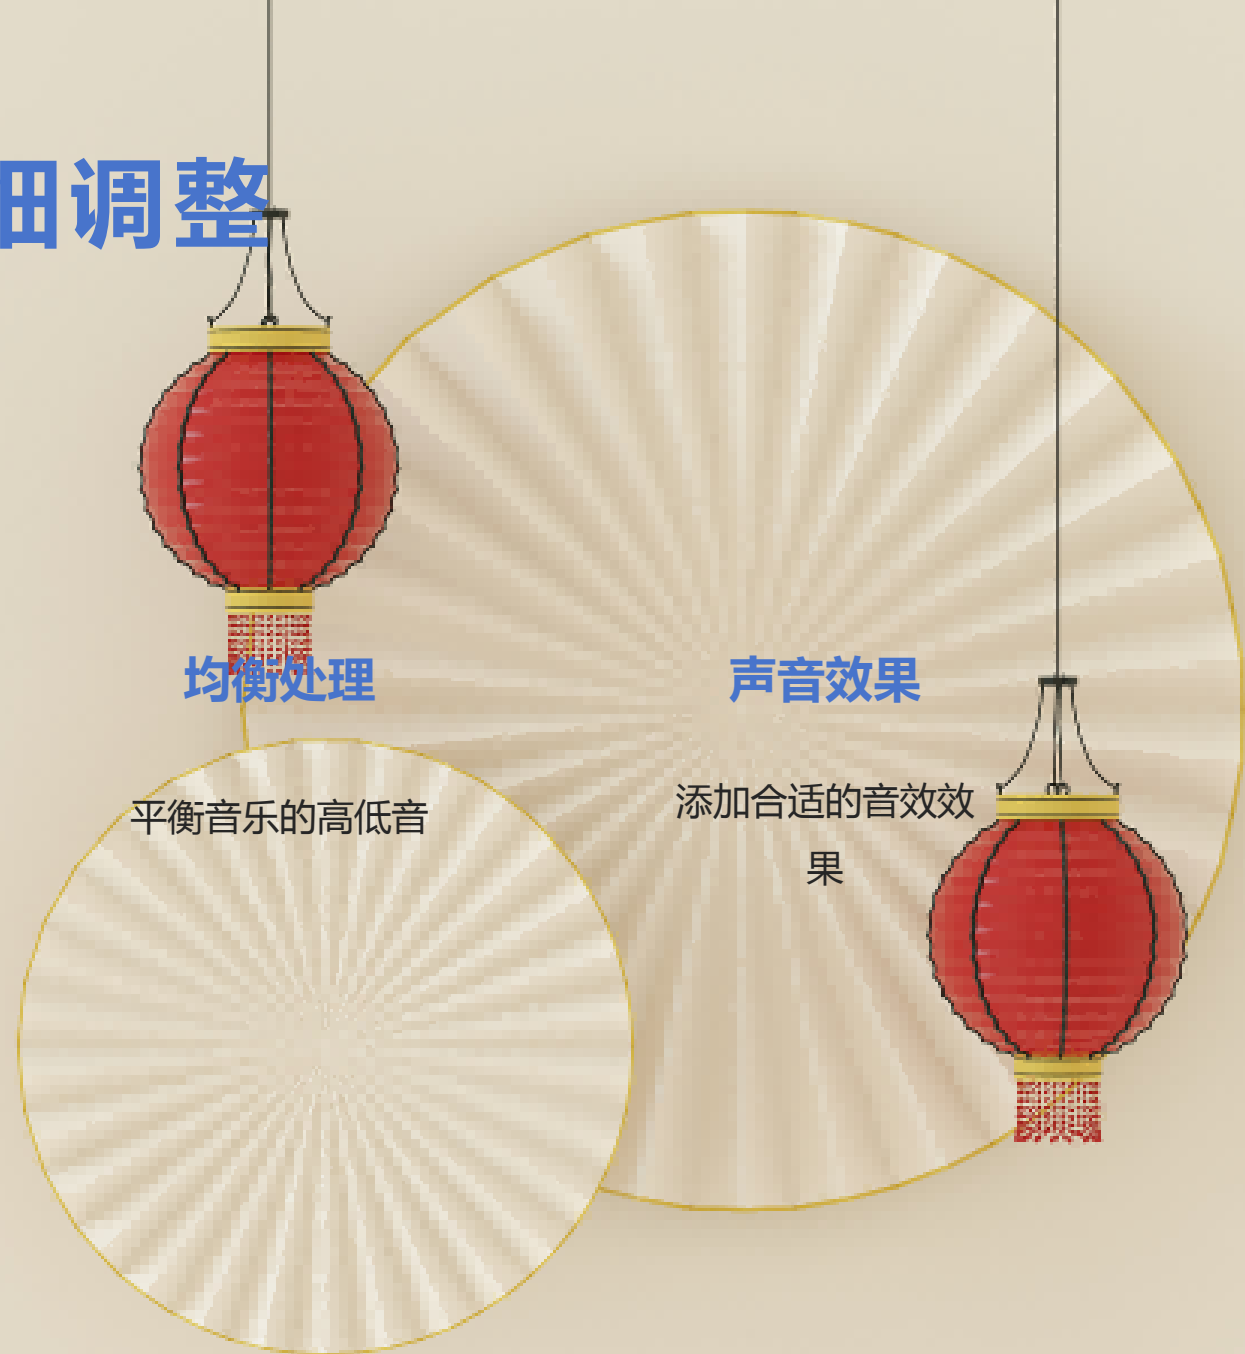 细调整
均衡处理
声音效果
平衡音乐的高低音
添加合适的音效效
果